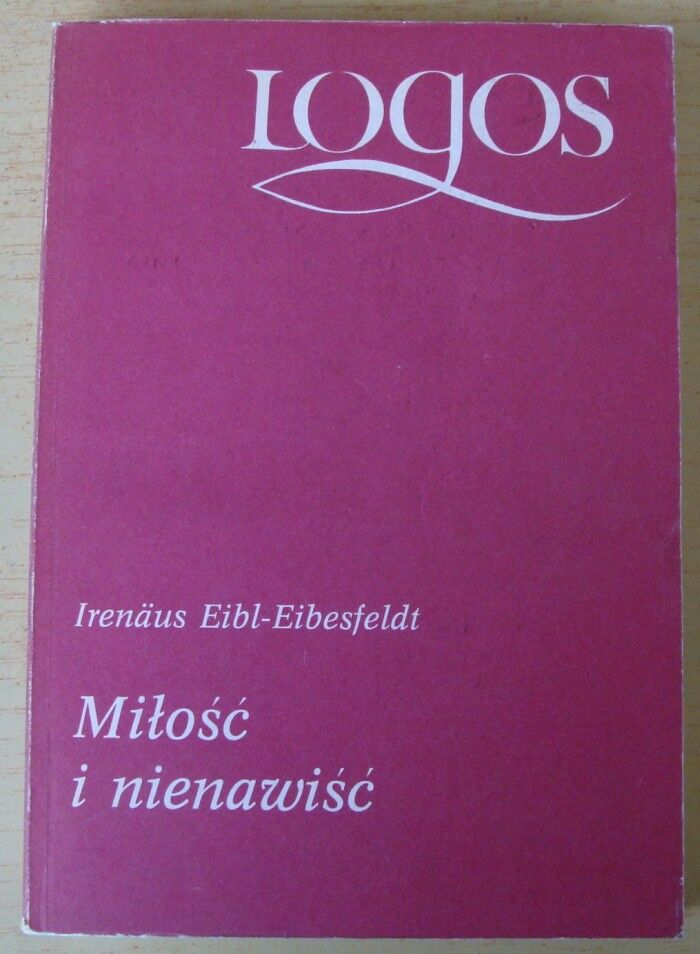 LOGOS
Irenäus Eibl-Eibesfeldt
Miłość
i nienawiść